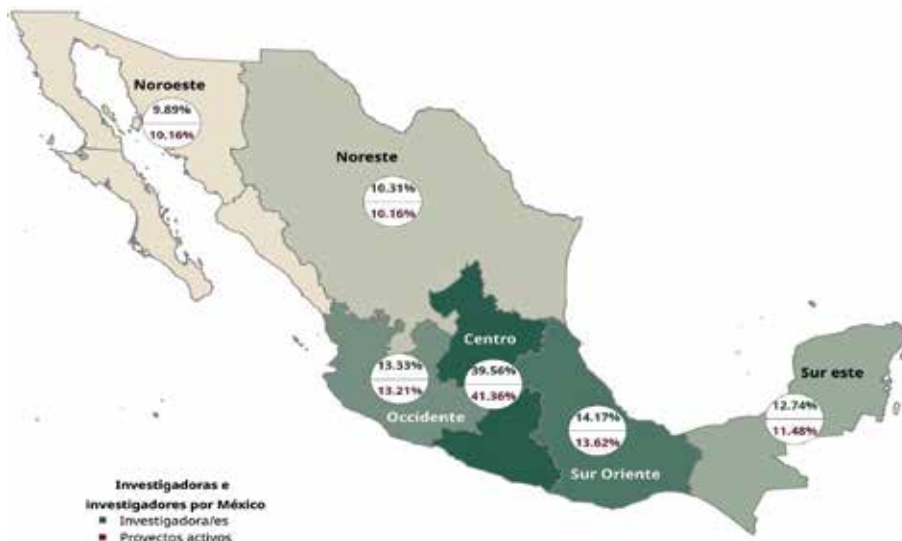 Noroeste
9.89%
10.16%
Noreste
10.31%
10.16%
Centro
39.56%
41.36%
13.33%
13.21%
Occidente
14.17%
13.62%
Sur Oriente
Sur este
12.74%
11.48%
Investigadoras e
investigadores por México
Investigadora/es
Proyectos activos